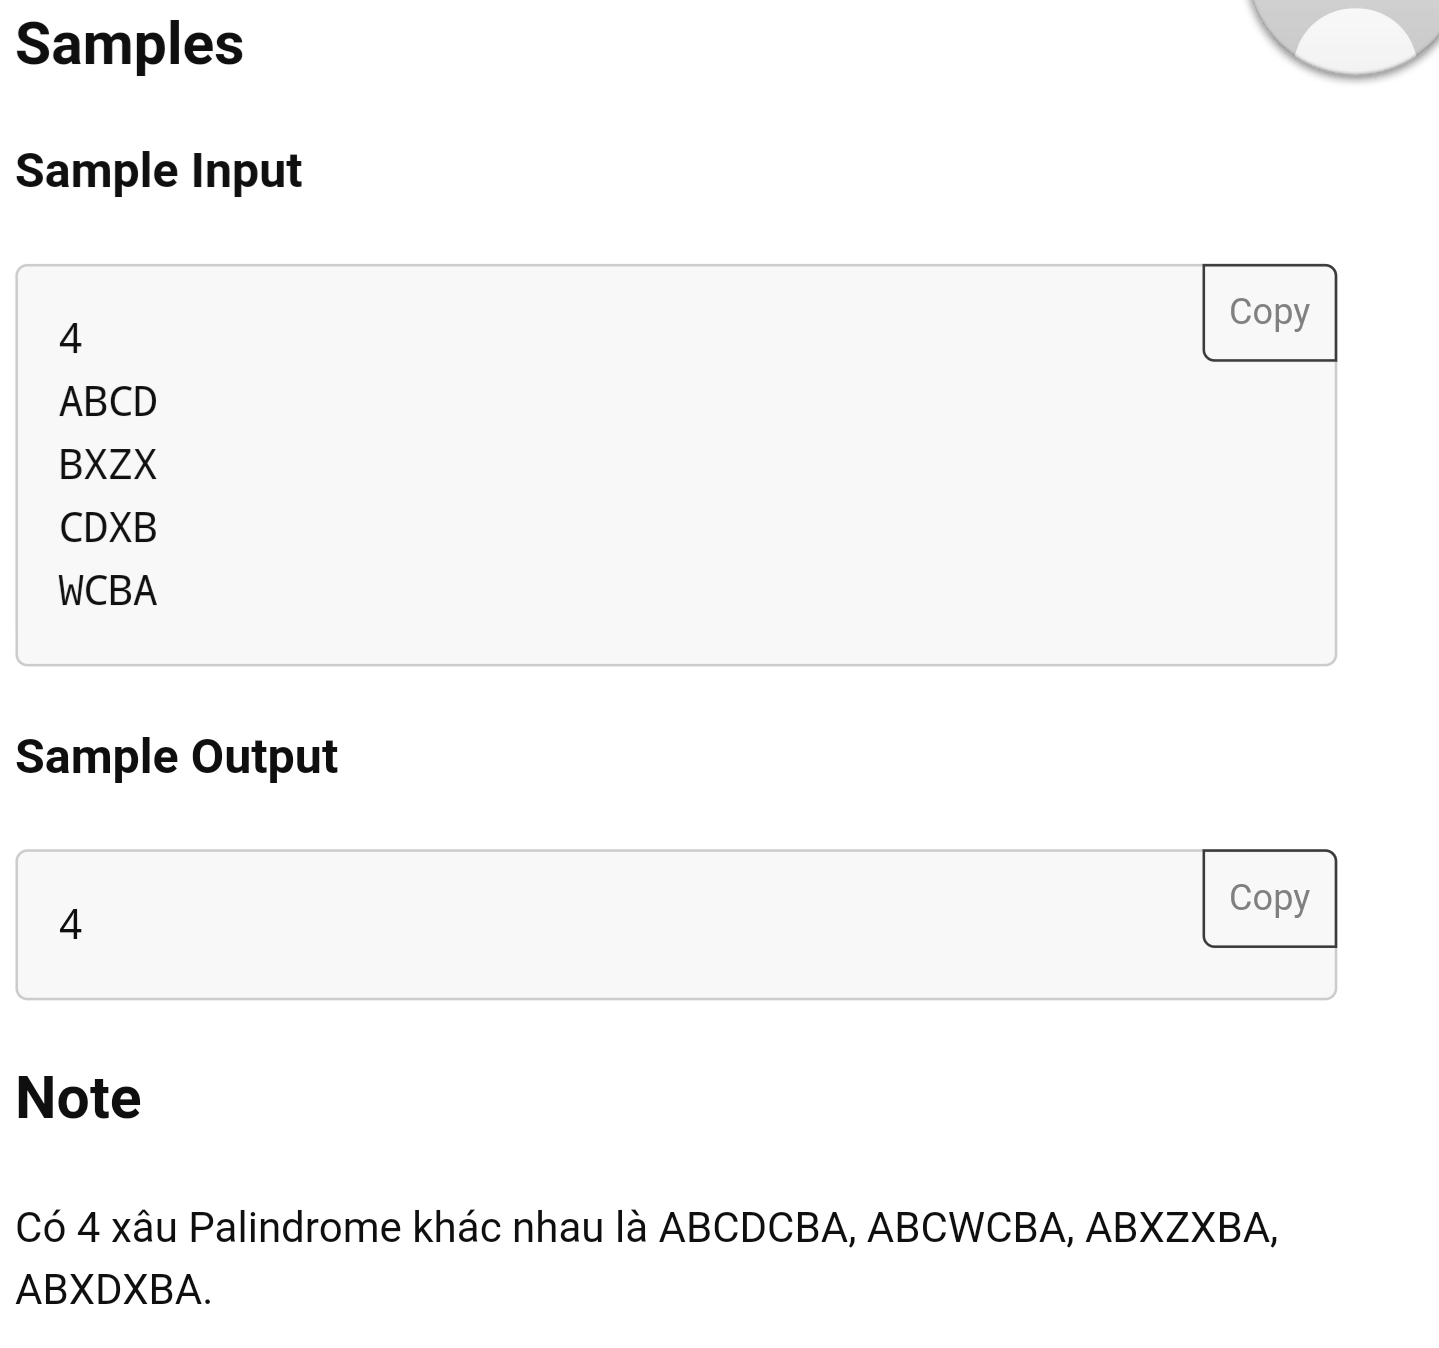 Samples
Sample Input
Copy
4
ABCD
BXZX
CDXB
WCBA
Sample Output
Copy
4
Note
Có 4 xâu Palindrome khác nhau là ABCDCBA, ABCWCBA, ABXZXBA,
ABXDXBA.